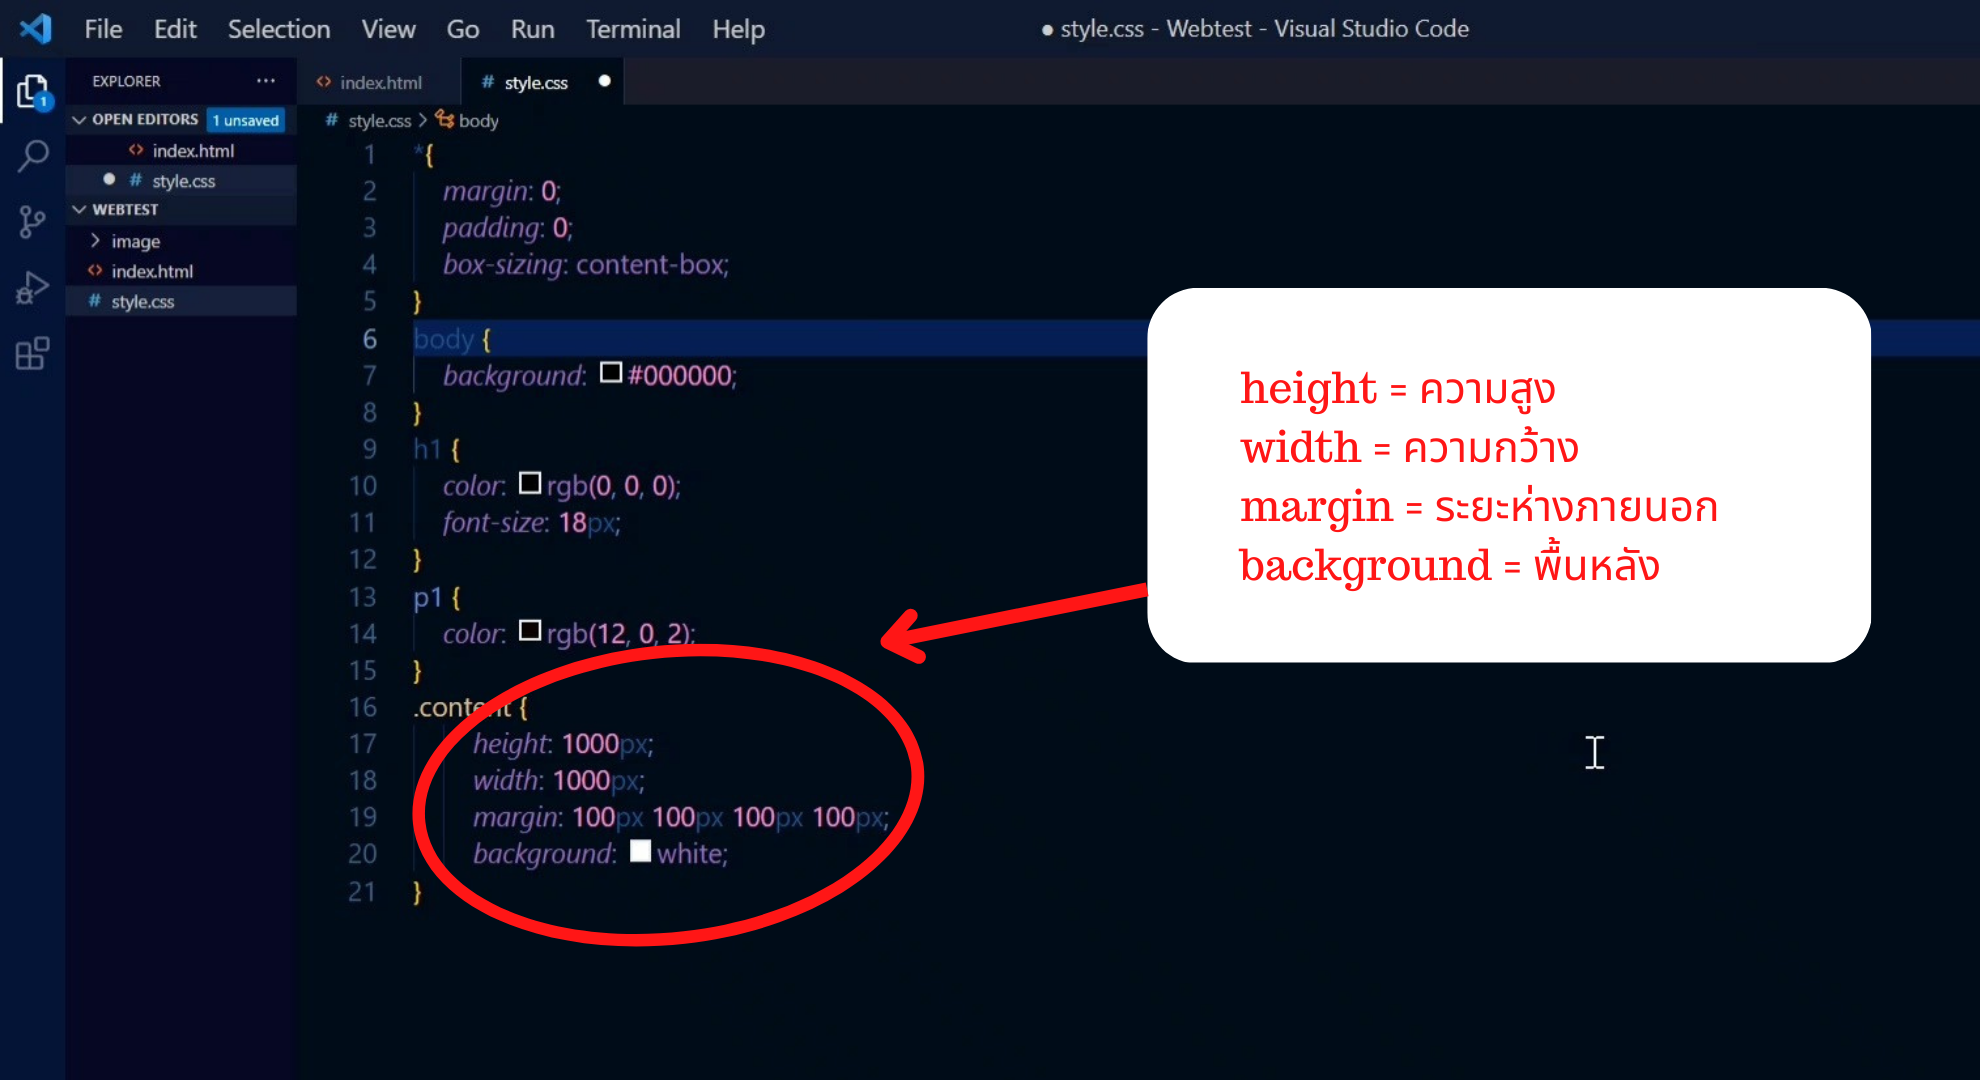 File Edit Selection View Go Run Terminal Help
● style.css - Webtest - Visual Studio Code
EXPLORER ···
OPEN EDITORS 1 unsaved
<> index.html
● # style.css
WEBTEST
> image
<> index.html
# style.css
1
<> index.html # style.css ●
# style.css > body
1 *{
2 margin: 0;
3 padding: 0;
4 box-sizing: content-box;
5 }
6 body {
7 background: #000000;
8 }
9 h1 {
10 color: rgb(0, 0, 0);
11 font-size: 18px;
12 }
13 p1 {
14 color: rgb(12, 0, 2);
15 }
16 .content {
17 height: 1000px;
18 width: 1000px;
19 margin: 100px 100px 100px 100px;
20 background: white;
21 }
height = ความสูง
width = ความกว้าง
margin = ระยะห่างภายนอก
background = พื้นหลัง